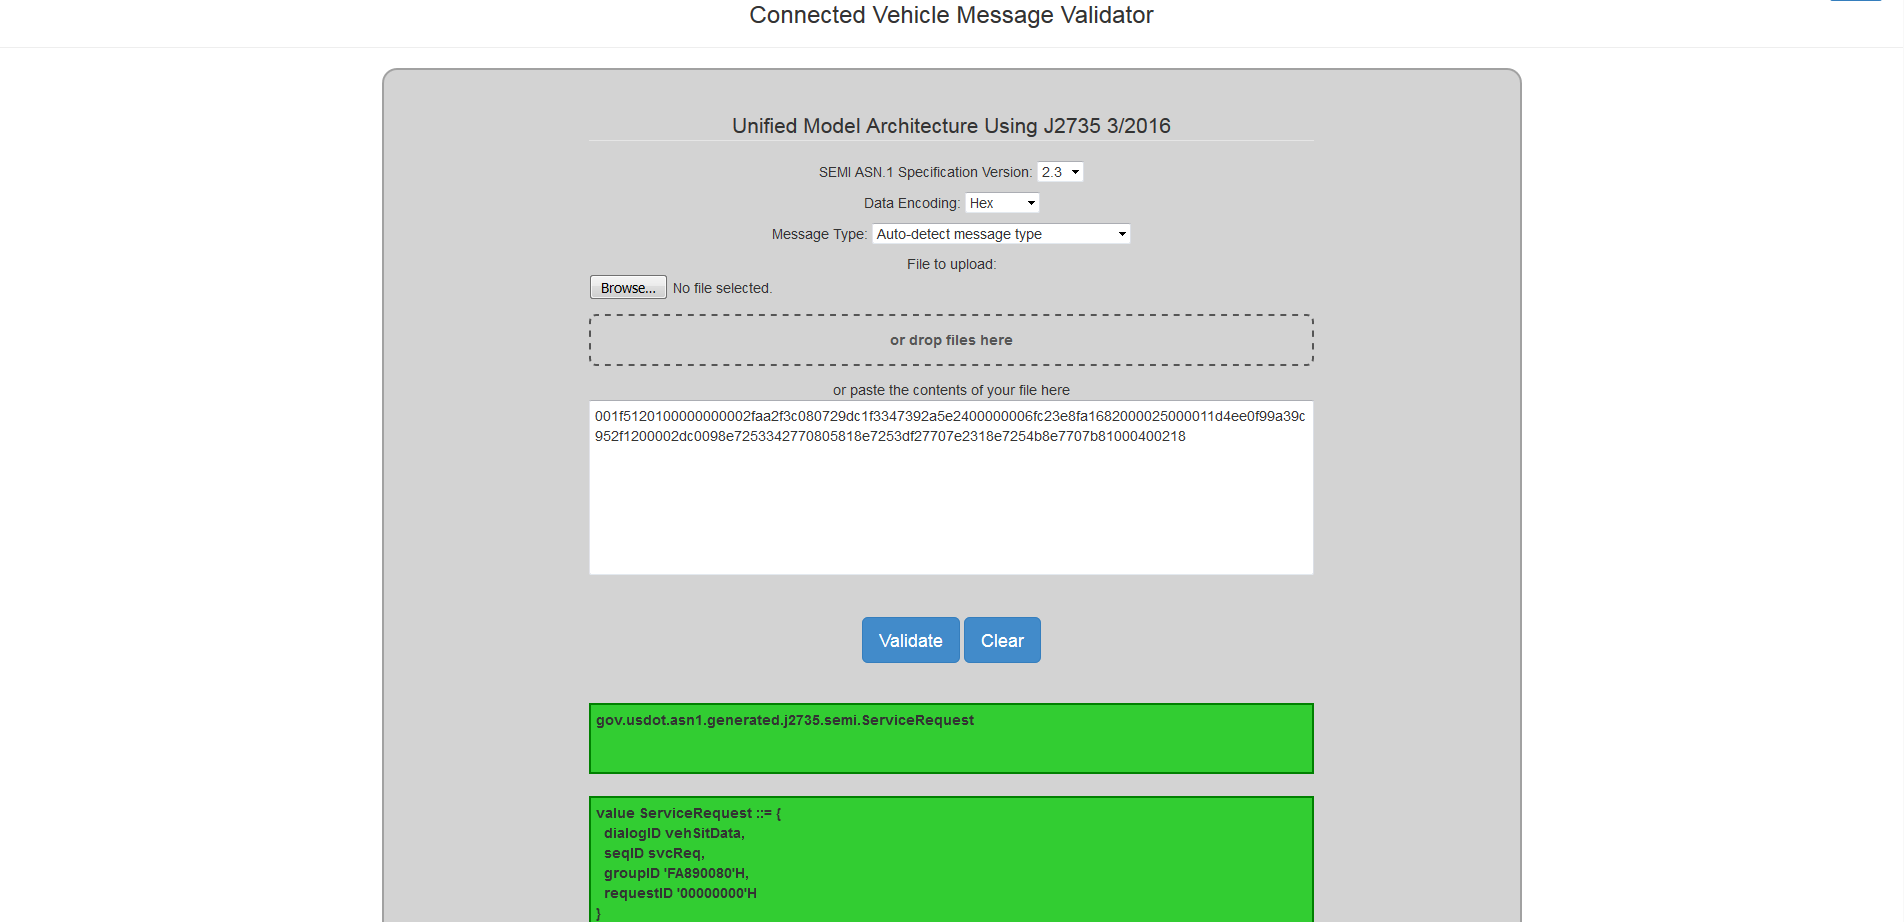 Connected Vehicle Message Validator
Unified Model Architecture Using J2735 3/2016
SEMI ASN.1 Specification Version: 2.3
Data Encoding: Hex
Message Type: Auto-detect message type
File to upload:
Browse... No file selected.
or drop files here
or paste the contents of your file here
001f5120100000000002faa2f3c080729dc1f3347392a5e2400000006fc23e8fa1682000025000011d4ee0f99a39c
952f1200002dc0098e7253342770805818e7253df27707e2318e7254b8e7707b81000400218
Validate Clear
gov.usdot.asn1.generated.j2735.semi.ServiceRequest
value ServiceRequest ::= {
dialogID vehSitData,
seqID svcReq,
groupID 'FA890080'H,
requestID '00000000'H
}